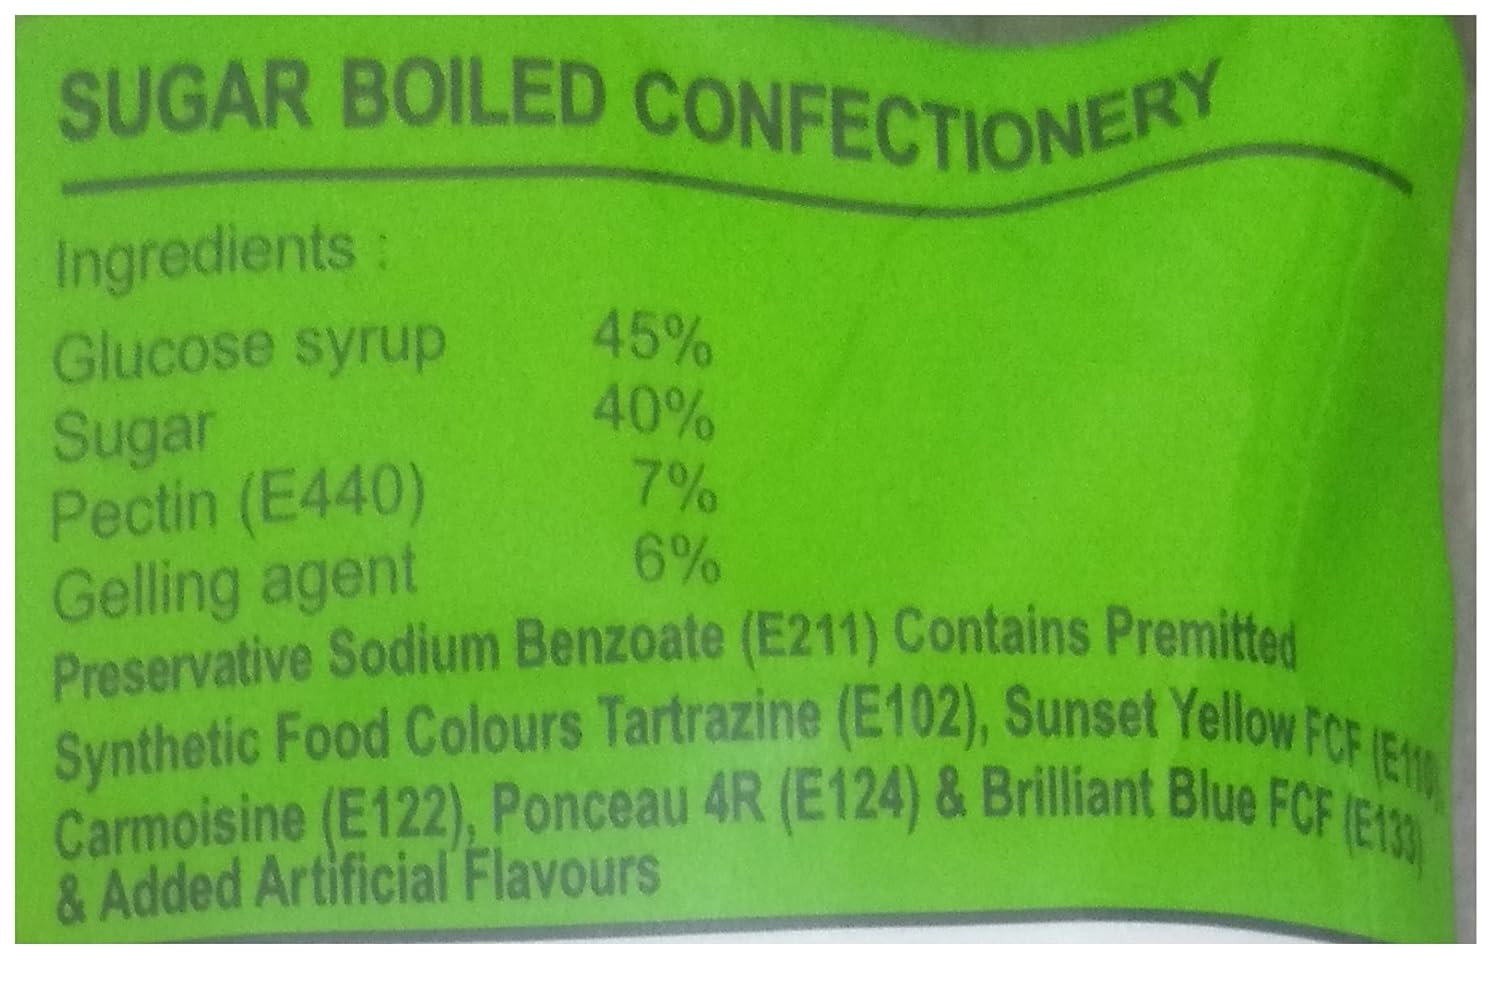 SUGAR BOILED CONFECTIONERY
Ingredients :
Glucose syrup 45%
Sugar 40%
Pectin (E440) 7%
Gelling agent 6%
Preservative Sodium Benzoate (E211) Contains Premitted
Synthetic Food Colours Tartrazine (E102), Sunset Yellow FCF (E110),
Carmoisine (E122), Ponceau 4R (E124) & Brilliant Blue FCF (E133)
& Added Artificial Flavours